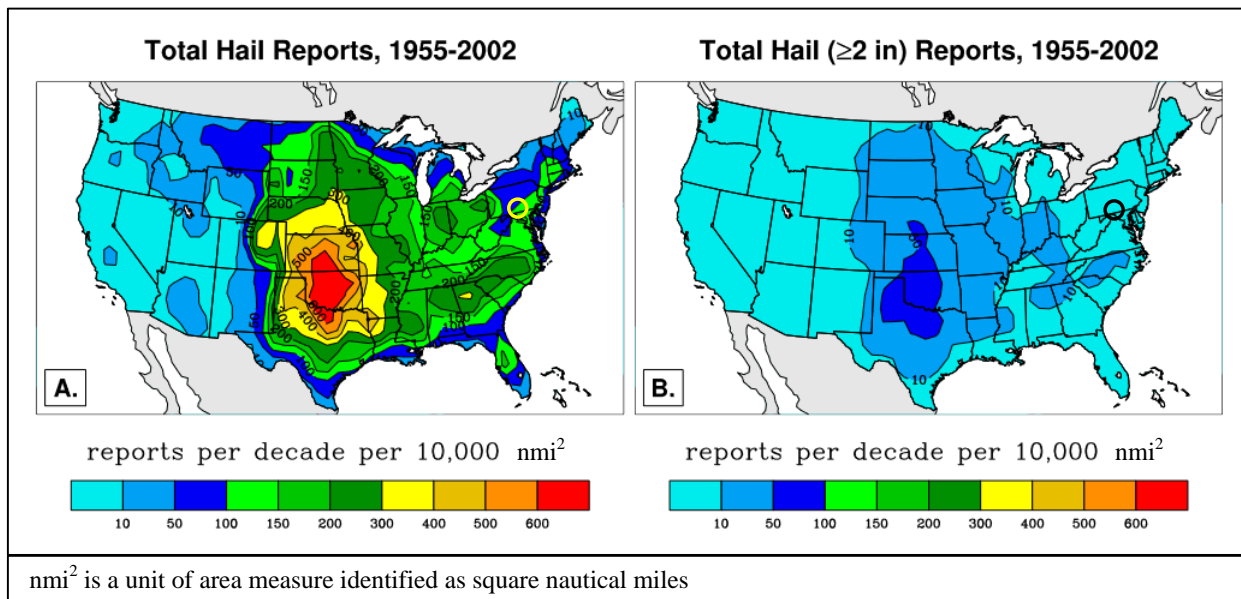 Total Hail Reports, 1955-2002
Total Hail (≥2 in) Reports, 1955-2002
A.
B.
reports per decade per 10,000 nmi²
reports per decade per 10,000 nmi²
10 50 100 150 200 300 400 500 600
10 50 100 150 200 300 400 500 600
nmi² is a unit of area measure identified as square nautical miles